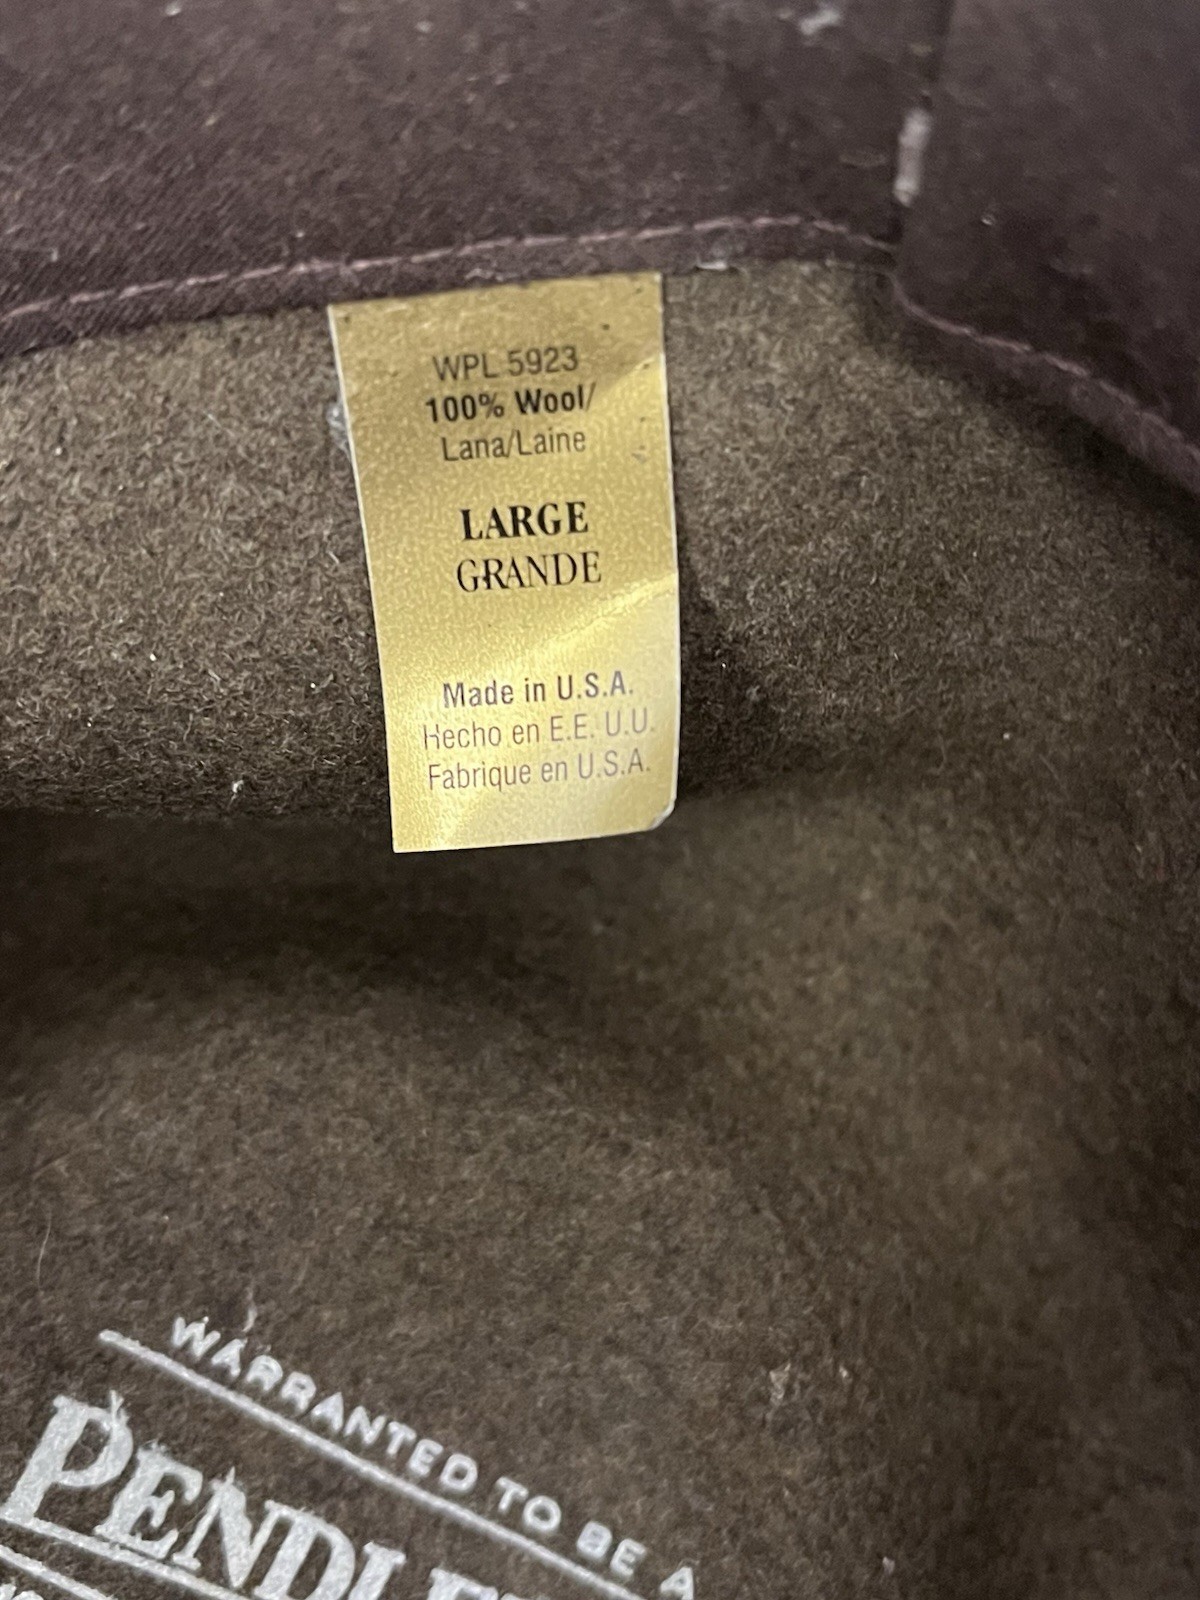 WPL 5923
100% Wool/
Lana/Laine
LARGE
GRANDE
Made in U.S.A.
Hecho en E.E. U.U.
Fabrique en U.S.A.
WARRANTED TO BE A